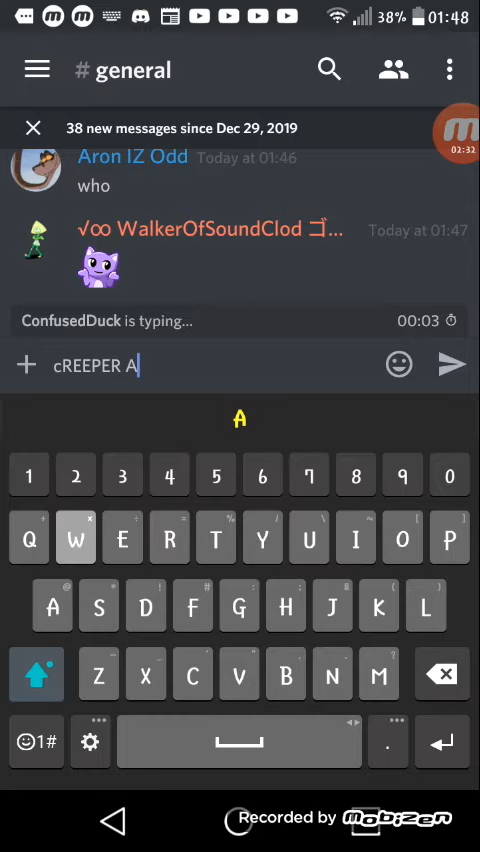 38% 01:48
# general
38 new messages since Dec 29, 2019
02:32
Aron IZ Odd Today at 01:46
who
√∞ WalkerOfSoundClod ゴ... Today at 01:47
ConfusedDuck is typing... 00:03
cREEPER A
A
1 2 3 4 5 6 7 8 9 0
Q W E R T Y U I O P
A S D F G H J K L
Z X C V B N M
1#
.
Recorded by Mobizen